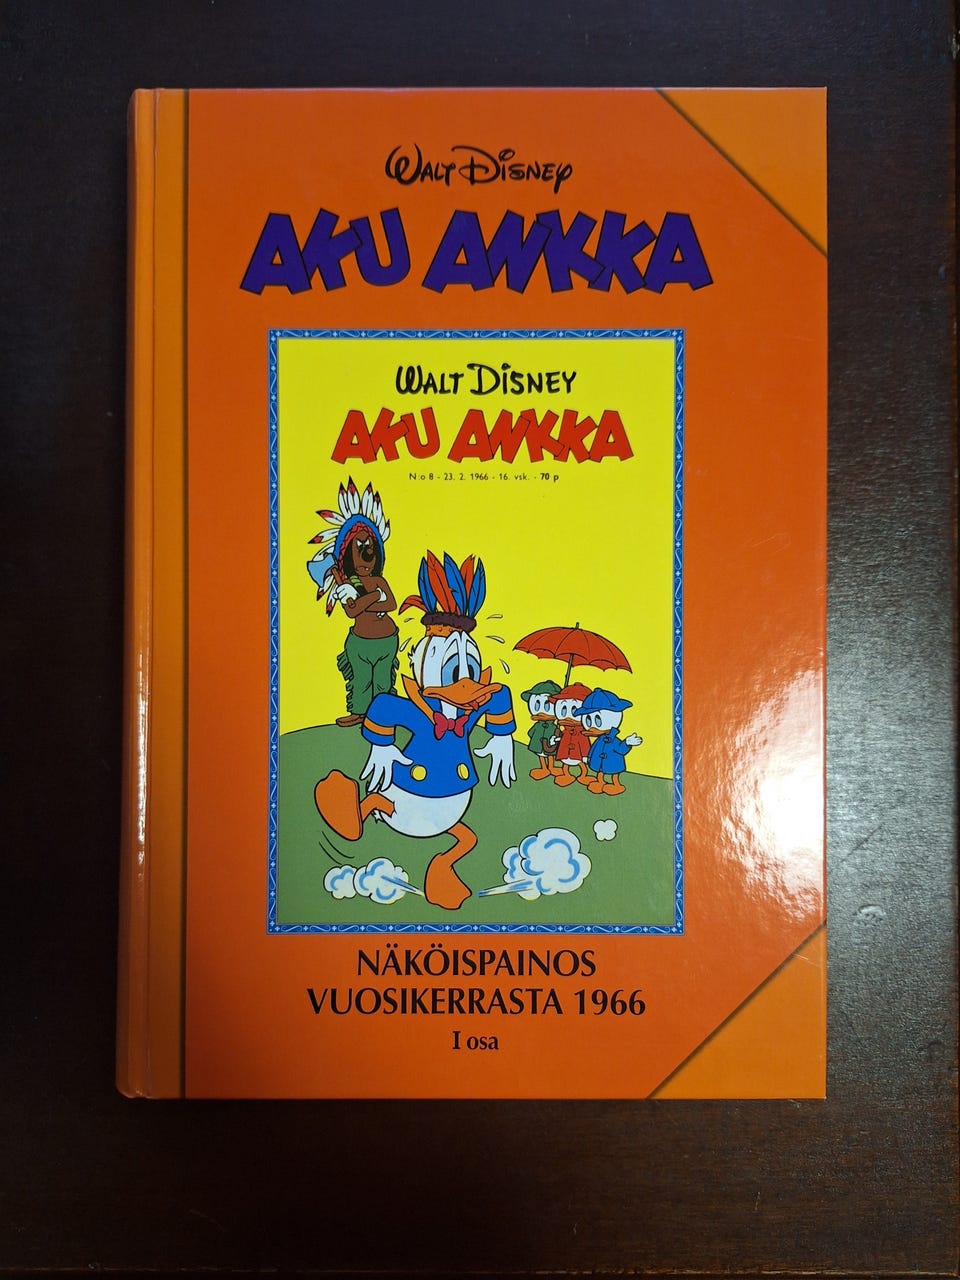 WALT DISNEY
AKU ANKKA
WALT DISNEY
AKU ANKKA
N:o 8 - 23. 2. 1966 - 16. vsk. - 70 p
NÄKÖISPAINOS
VUOSIKERRASTA 1966
I osa